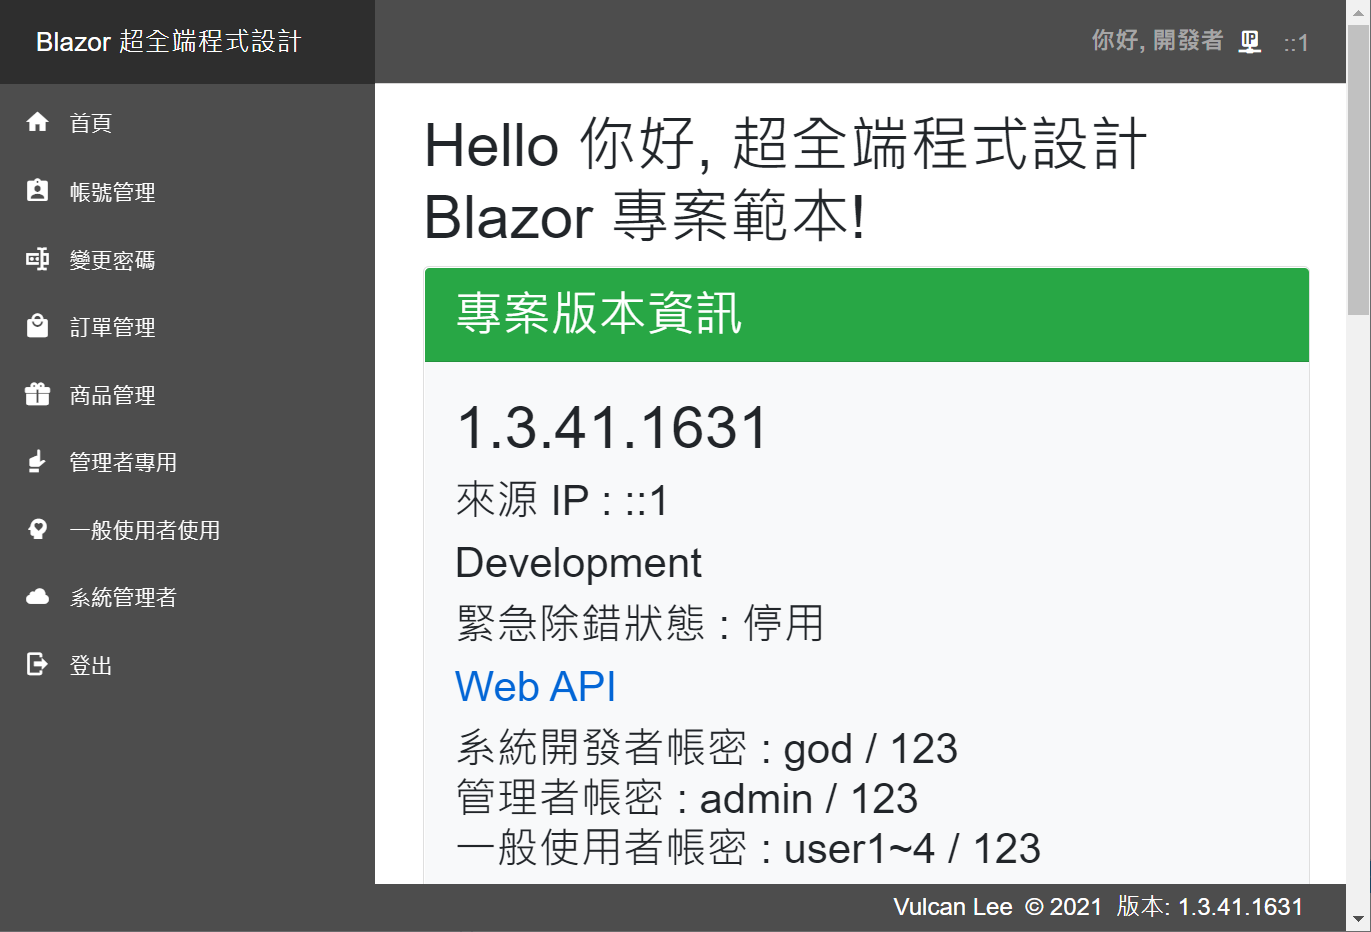 Blazor 超全端程式設計
你好, 開發者 IP ::1
首頁
帳號管理
變更密碼
訂單管理
商品管理
管理者專用
一般使用者使用
系統管理者
登出
Hello 你好, 超全端程式設計
Blazor 專案範本!
專案版本資訊
1.3.41.1631
來源 IP : ::1
Development
緊急除錯狀態 : 停用
Web API
系統開發者帳密 : god / 123
管理者帳密 : admin / 123
一般使用者帳密 : user1~4 / 123
Vulcan Lee © 2021 版本: 1.3.41.1631